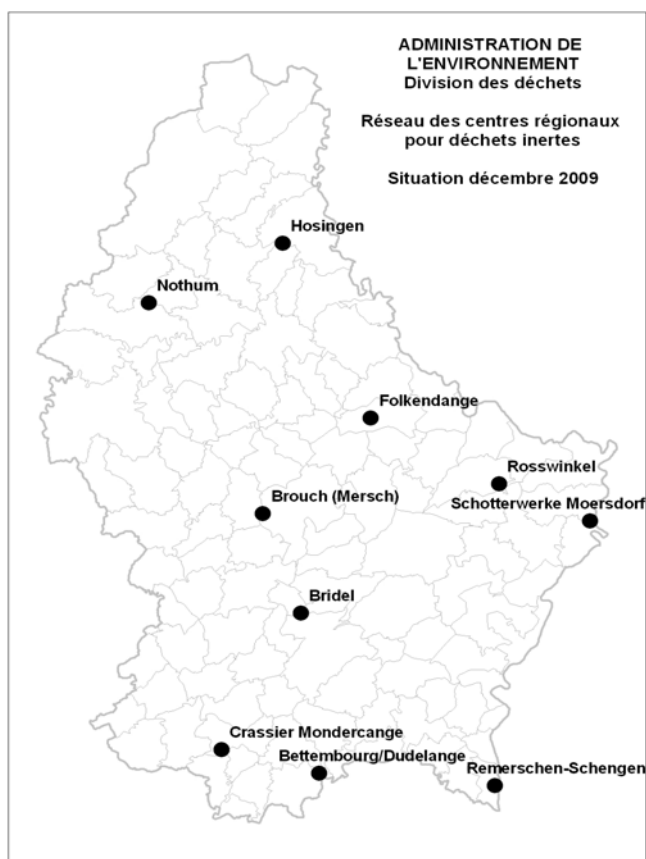 ADMINISTRATION DE
L'ENVIRONNEMENT
Division des déchets
Réseau des centres régionaux
pour déchets inertes
Situation décembre 2009
Hosingen
Nothum
Folkendange
Rosswinkel
Schotterwerke Moersdorf
Brouch (Mersch)
Bridel
Crassier Mondercange
Bettembourg/Dudelange
Remerschen-Schengen